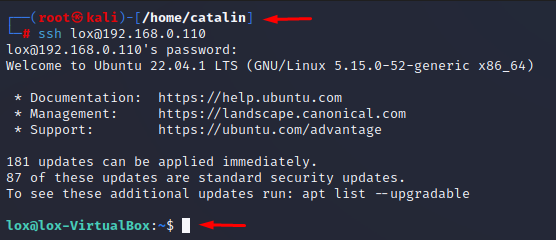 ┌──(root㉿kali)-[/home/catalin]
└─# ssh lox@192.168.0.110
lox@192.168.0.110's password:
Welcome to Ubuntu 22.04.1 LTS (GNU/Linux 5.15.0-52-generic x86_64)
* Documentation:  https://help.ubuntu.com
* Management:     https://landscape.canonical.com
* Support:        https://ubuntu.com/advantage
181 updates can be applied immediately.
87 of these updates are standard security updates.
To see these additional updates run: apt list --upgradable
lox@lox-VirtualBox:~$